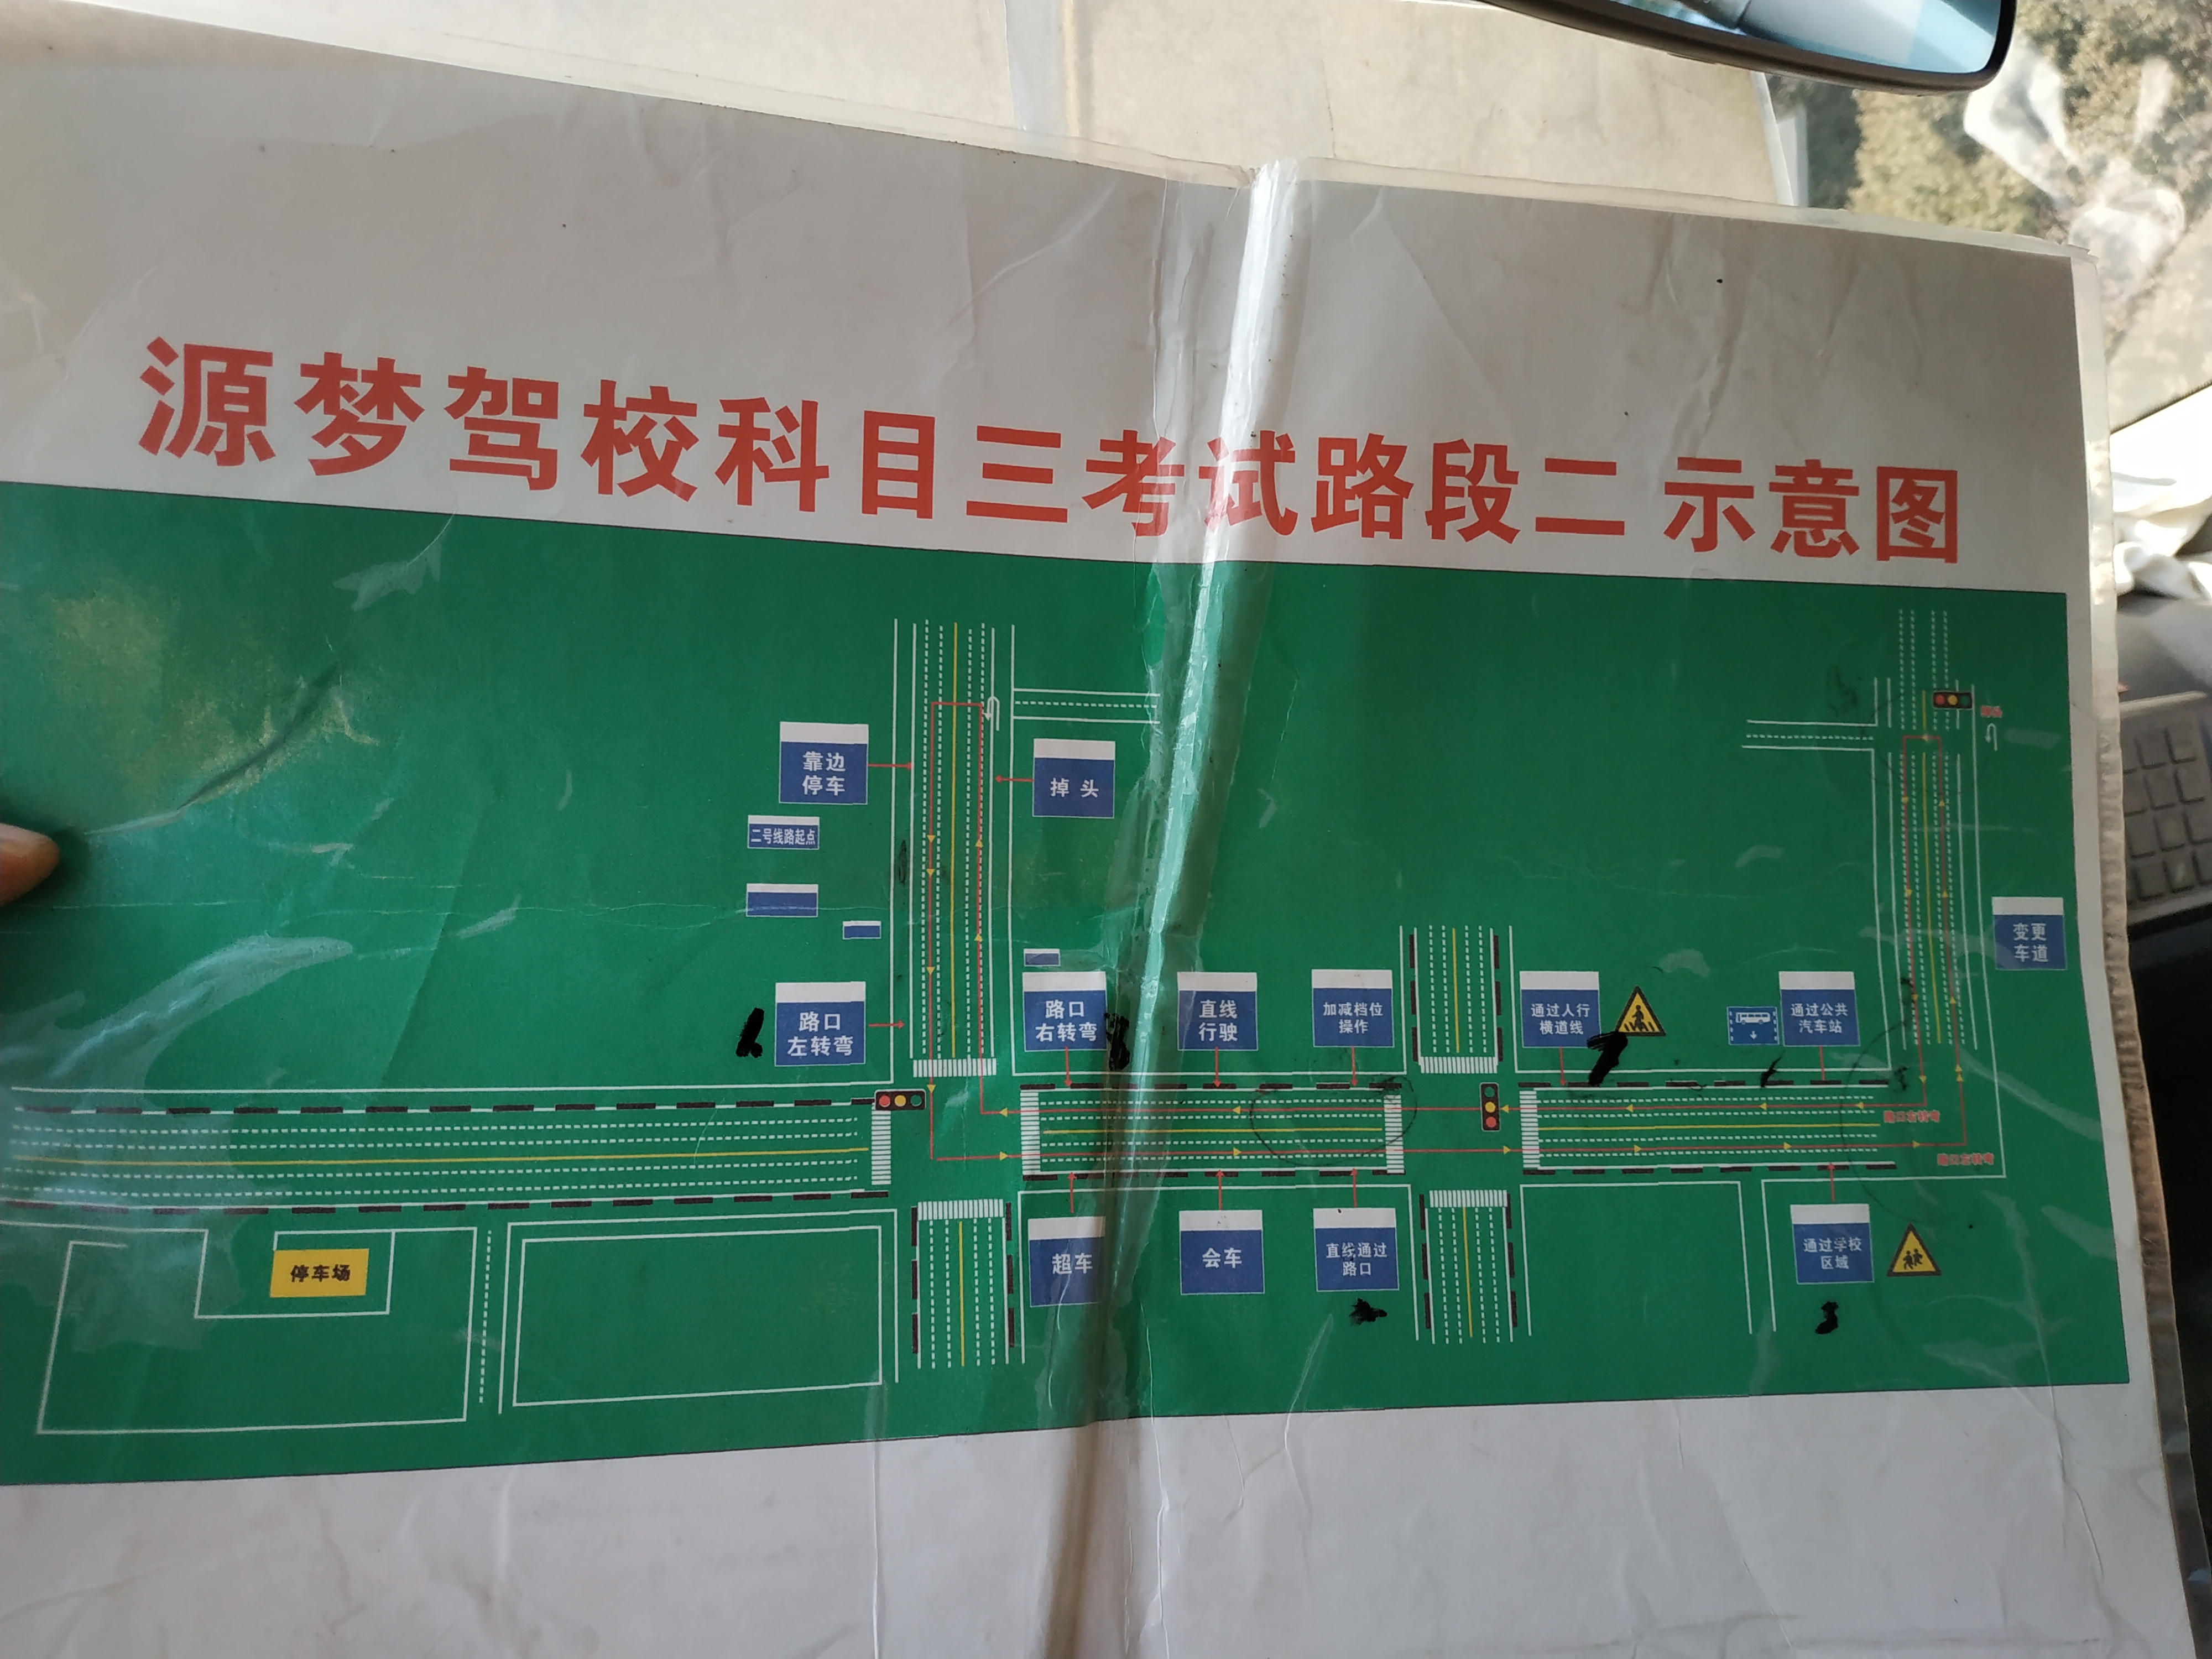 源梦驾校科目三考试路段二 示意图
靠边
停车
掉 头
二号线路起点
变更
车道
路口
左转弯
路口
右转弯
直线
行驶
加减档位
操作
通过人行
横道线
通过公共
汽车站
路口右转弯
路口左转弯
停车场
超车
会车
直线通过
路口
通过学校
区域